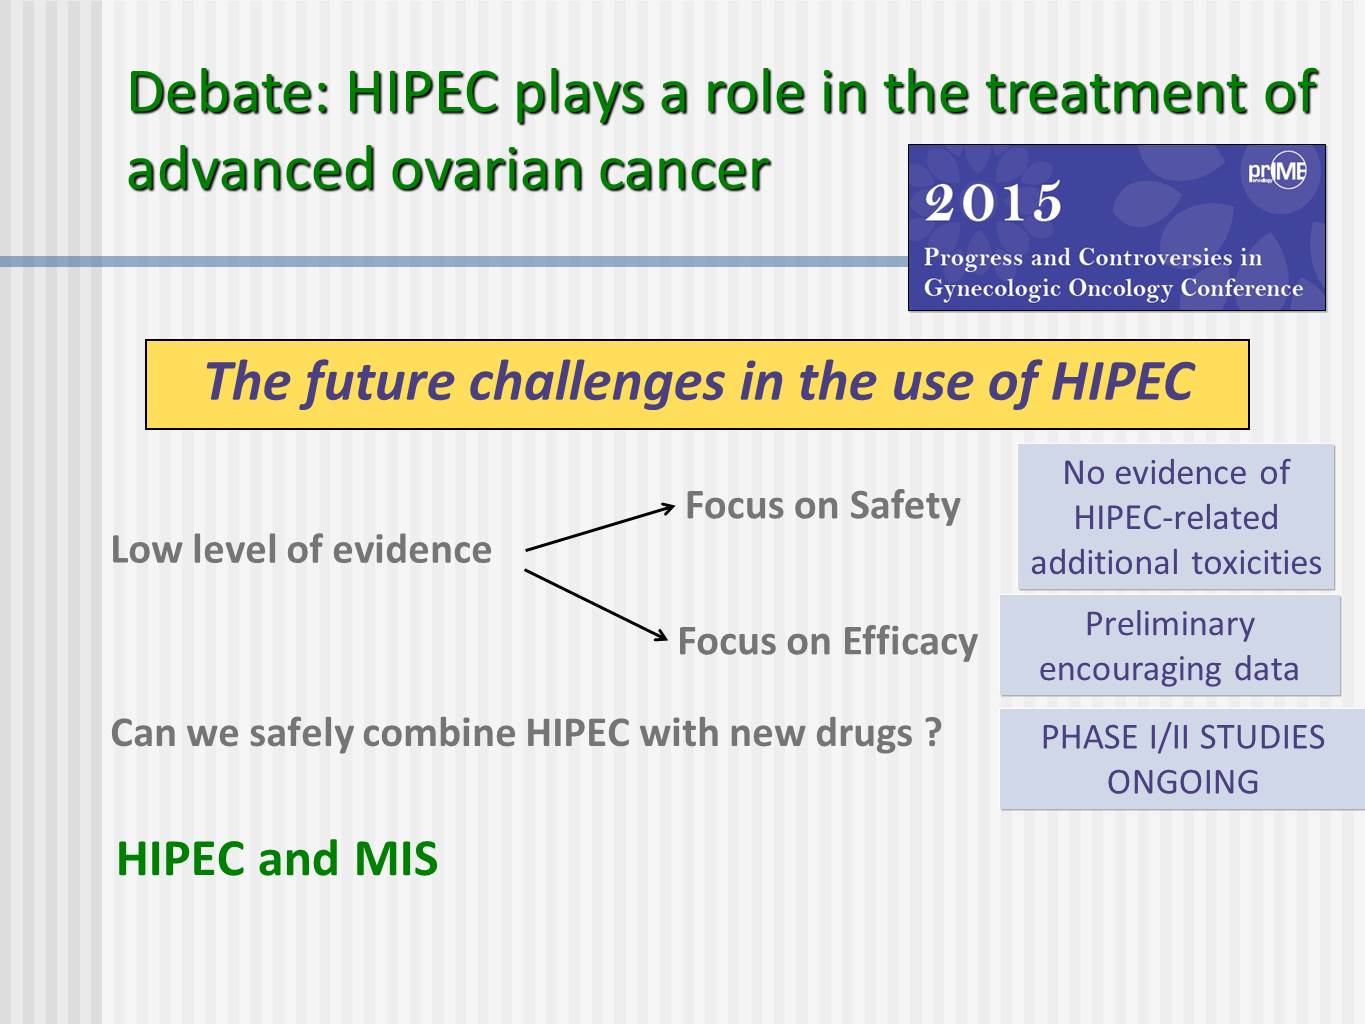 Debate: HIPEC plays a role in the treatment of
advanced ovarian cancer
prIME
oncology
2015
Progress and Controversies in
Gynecologic Oncology Conference
The future challenges in the use of HIPEC
Low level of evidence
Focus on Safety
No evidence of
HIPEC-related
additional toxicities
Focus on Efficacy
Preliminary
encouraging data
Can we safely combine HIPEC with new drugs ?
PHASE I/II STUDIES
ONGOING
HIPEC and MIS